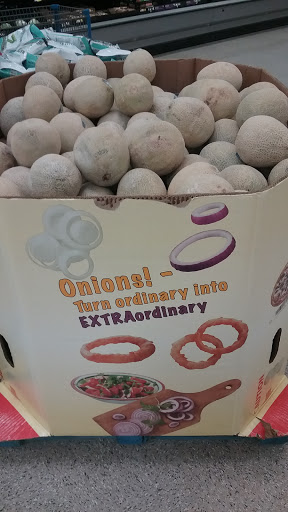 Onions! -
Turn ordinary into
EXTRAordinary